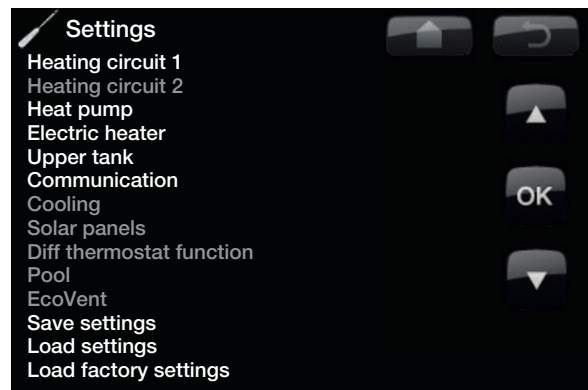 Settings
Heating circuit 1
Heating circuit 2
Heat pump
Electric heater
Upper tank
Communication
Cooling
Solar panels
Diff thermostat function
Pool
EcoVent
Save settings
Load settings
Load factory settings
OK